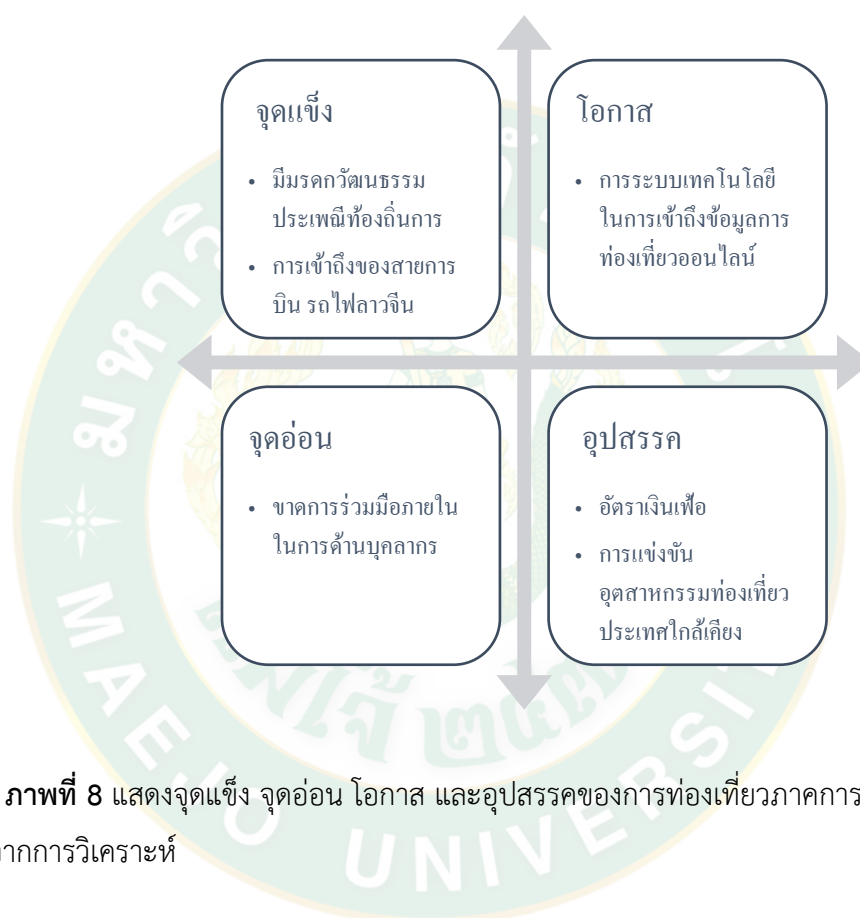 จุดแข็ง
• มีมรดกวัฒนธรรม
ประเพณีท้องถิ่นการ
• การเข้าถึงของสายการ
บิน รถไฟลาวจีน
โอกาส
• การระบบเทคโนโลยี
ในการเข้าถึงข้อมูลการ
ท่องเที่ยวออนไลน์
จุดอ่อน
• ขาดการร่วมมือภายใน
ในการด้านบุคลากร
อุปสรรค
• อัตราเงินเฟ้อ
• การแข่งขัน
อุตสาหกรรมท่องเที่ยว
ประเทศใกล้เคียง
ภาพที่ 8 แสดงจุดแข็ง จุดอ่อน โอกาส และอุปสรรคของการท่องเที่ยวภาคการ
จากการวิเคราะห์
MAEJO UNIVERSI